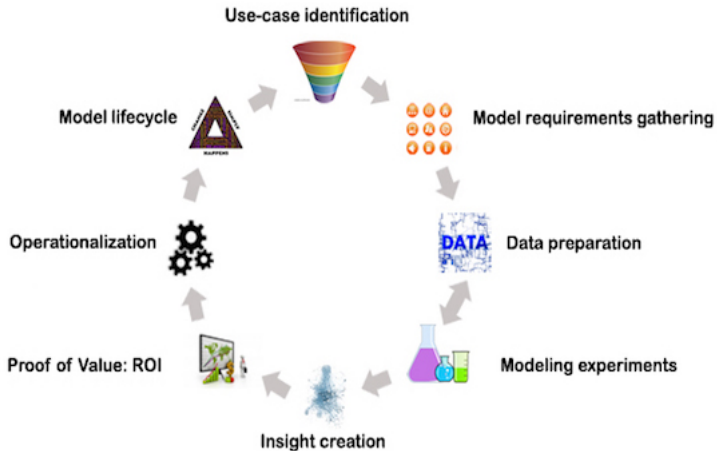 Use-case identification
Model lifecycle
Model requirements gathering
HAPPENS
Operationalization
DATA
Data preparation
Proof of Value: ROI
Modeling experiments
Insight creation